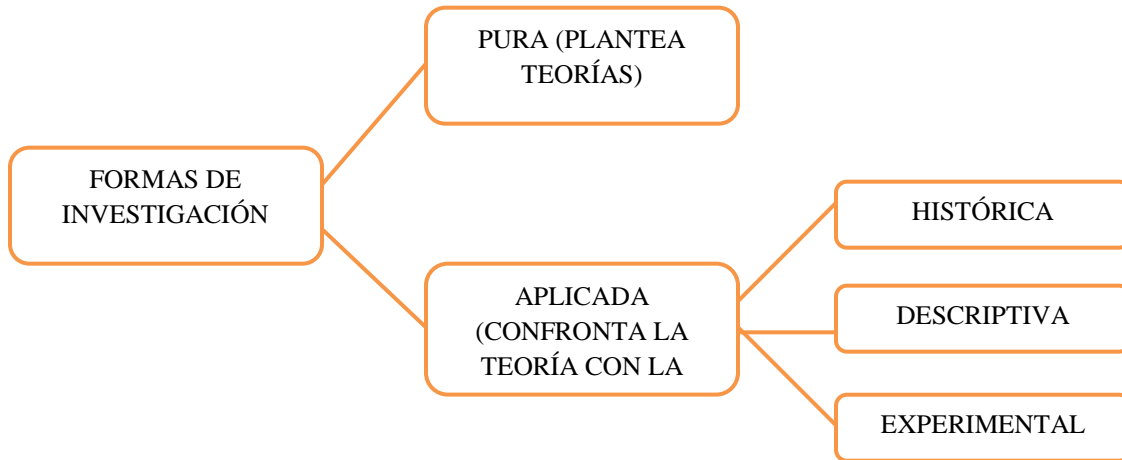 PURA (PLANTEA
TEORÍAS)
FORMAS DE
INVESTIGACIÓN
APLICADA
(CONFRONTA LA
TEORÍA CON LA
HISTÓRICA
DESCRIPTIVA
EXPERIMENTAL